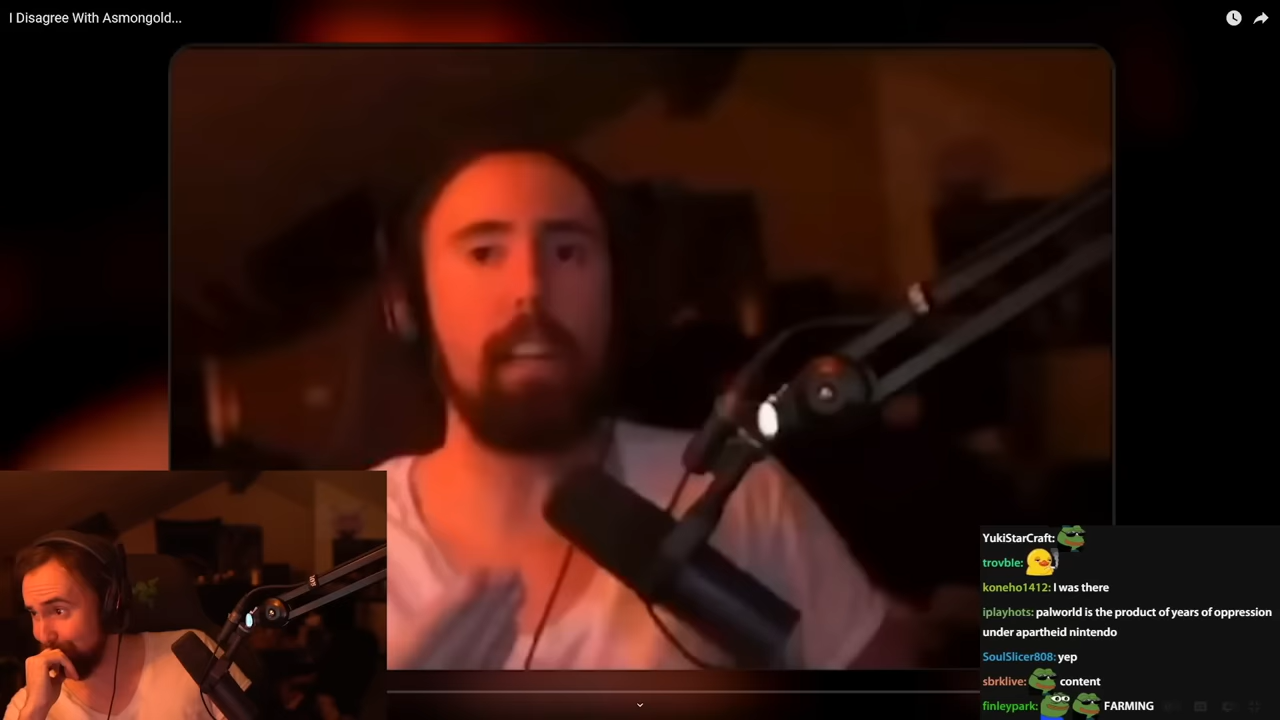 I Disagree With Asmongold...
YukiStarCraft:
trovble:
koneho1412: I was there
iplayhots: palworld is the product of years of oppression
under apartheid nintendo
SoulSlicer808: yep
sbrklive: content
finleypark: FARMING